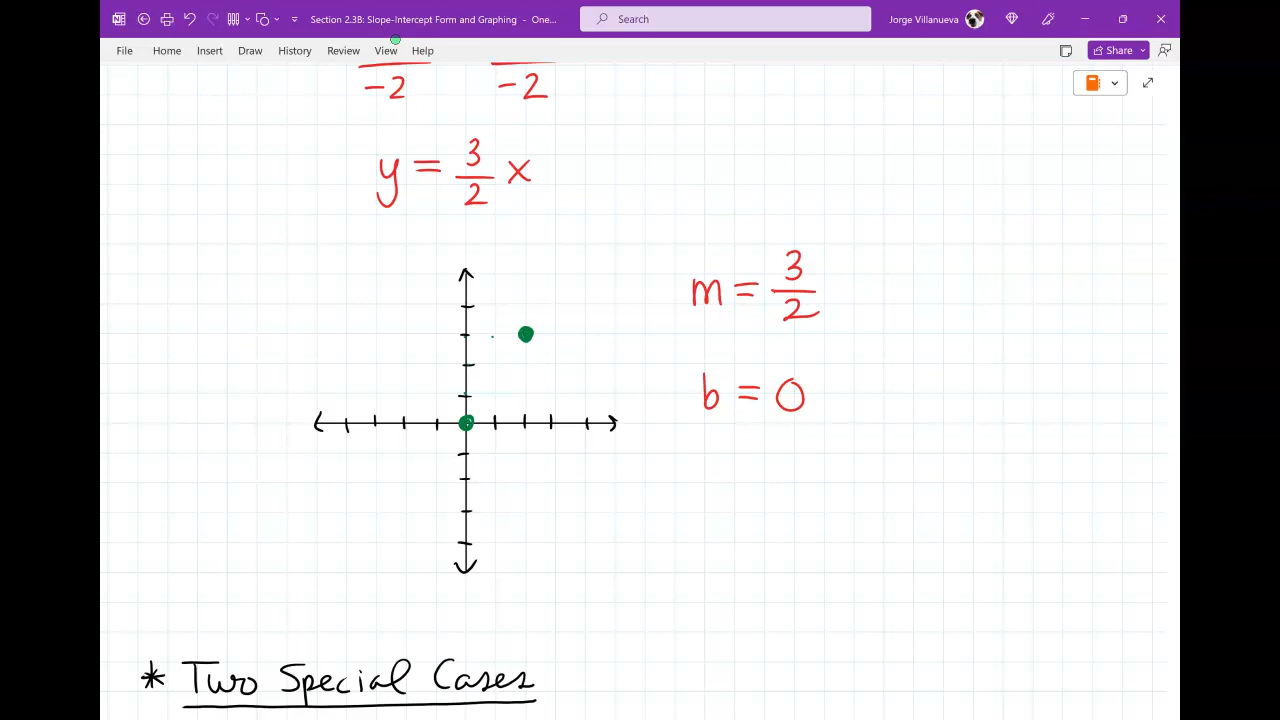 Section 2.3B: Slope-Intercept Form and Graphing - One...
Search
Jorge Villanueva
File Home Insert Draw History Review View Help
Share
-2 -2
y = 3/2 x
m = 3/2
b = 0
* Two Special Cases